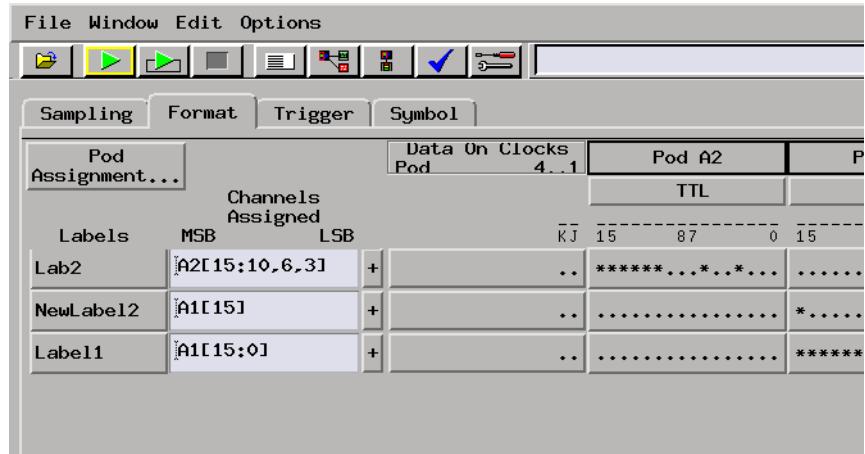 File Window Edit Options
Sampling Format Trigger Symbol
Pod
Assignment...
Data On Clocks
Pod 4..1
Pod A2
P
TTL
Channels
Assigned
Labels MSB LSB
KJ 15 87 0 15
Lab2 A2[15:10,6,3] + .. ******...*..*... ......
NewLabel2 A1[15] + .. ................ *.....
Label1 A1[15:0] + .. ................ ******